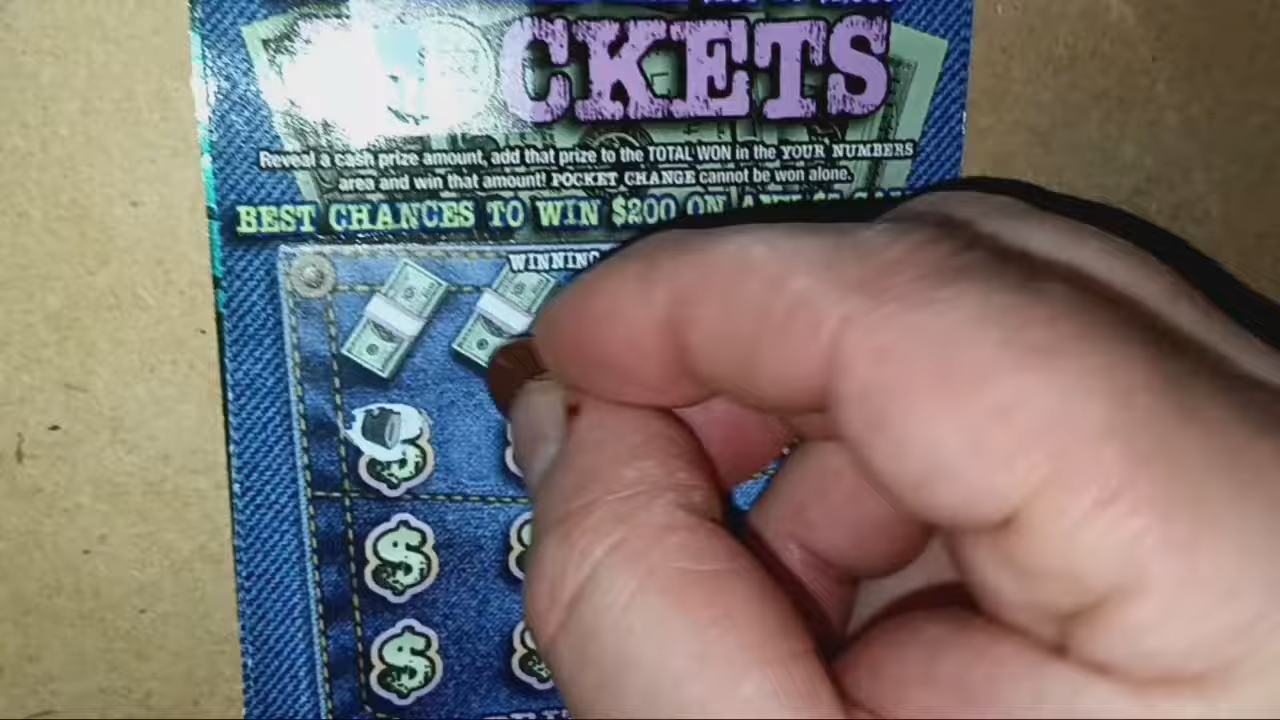 CKETS
Reveal a cash prize amount, add that prize to the TOTAL WON in the YOUR NUMBERS
area and win that amount! POCKET CHANGE cannot be won alone.
BEST CHANCES TO WIN $200 ON
WINNING